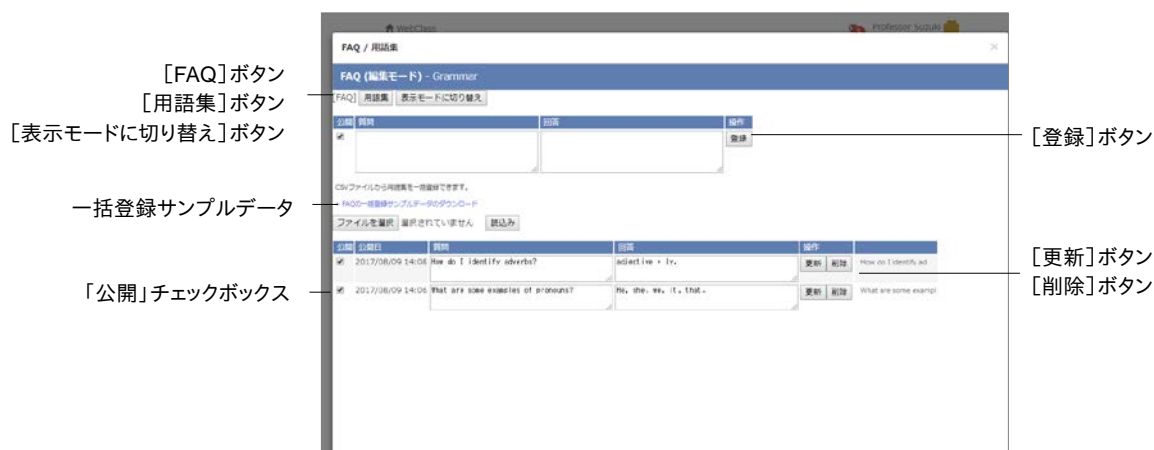 WebClass
Professor Suzuki
FAQ / 用語集
×
FAQ (編集モード) - Grammar
[FAQ] 用語集 表示モードに切り替え
公開 質問 回答 操作
登録
CSVファイルから用語集を一括登録できます。
FAQの一括登録サンプルデータのダウンロード
ファイルを選択 選択されていません 読込み
公開 公開日 質問 回答 操作
2017/08/09 14:06 How do I identify adverbs? adjective + ly. 更新 削除 How do I identify ad
2017/08/09 14:06 What are some examples of pronouns? He, she, we, it, that. 更新 削除 What are some exampl
[FAQ]ボタン
[用語集]ボタン
[表示モードに切り替え]ボタン
一括登録サンプルデータ
「公開」チェックボックス
[登録]ボタン
[更新]ボタン
[削除]ボタン